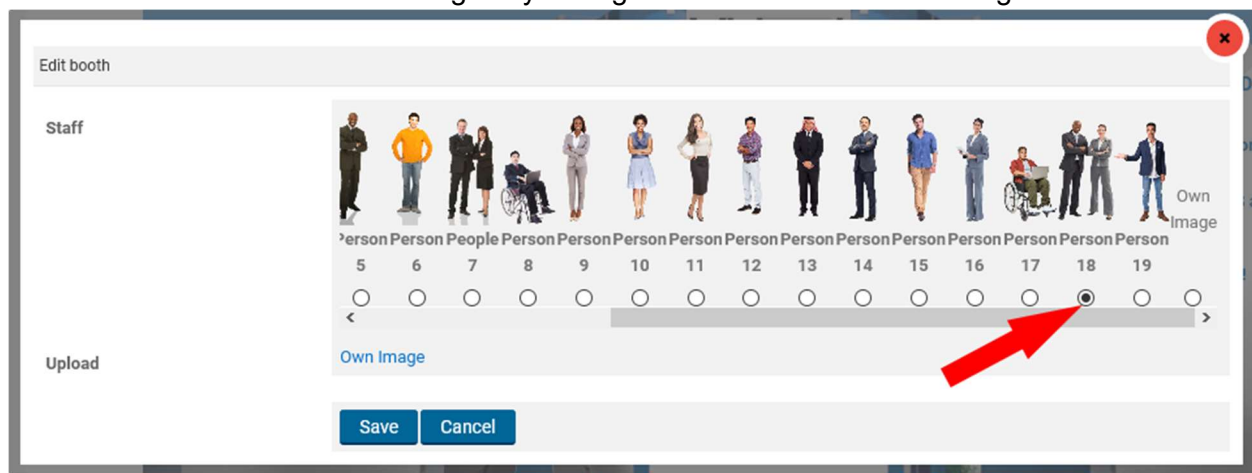 Edit booth
Staff
Own
Image
Person Person People Person Person Person Person Person Person Person Person Person Person Person Person
5 6 7 8 9 10 11 12 13 14 15 16 17 18 19
Upload
Own Image
Save Cancel